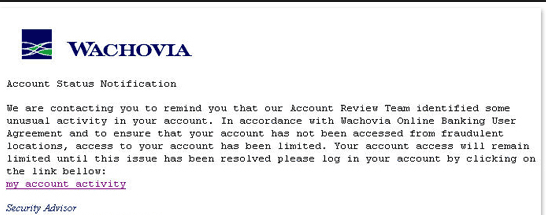 WACHOVIA
Account Status Notification
We are contacting you to remind you that our Account Review Team identified some
unusual activity in your account. In accordance with Wachovia Online Banking User
Agreement and to ensure that your account has not been accessed from fraudulent
locations, access to your account has been limited. Your account access will remain
limited until this issue has been resolved please log in your account by clicking on
the link bellow:
my account activity
Security Advisor